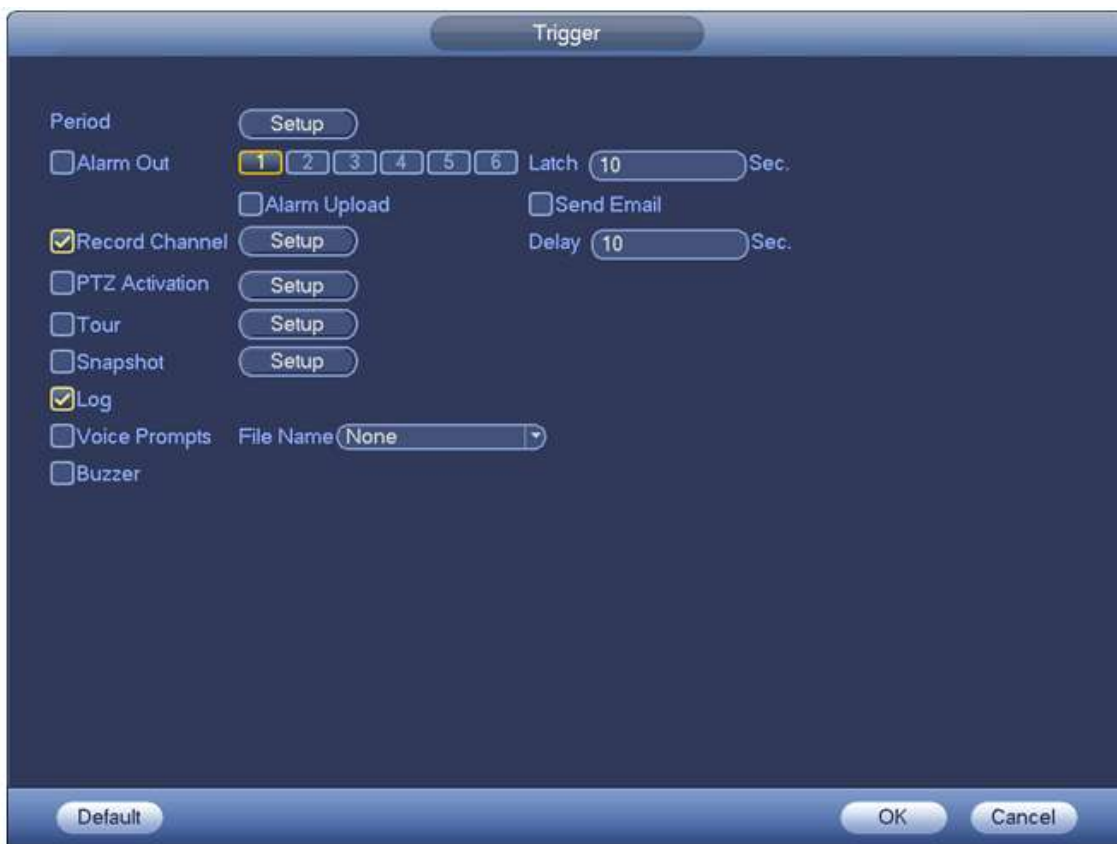 Trigger
Period Setup
Alarm Out 1 2 3 4 5 6 Latch 10 Sec.
Alarm Upload Send Email
Record Channel Setup Delay 10 Sec.
PTZ Activation Setup
Tour Setup
Snapshot Setup
Log
Voice Prompts File Name None
Buzzer
Default OK Cancel